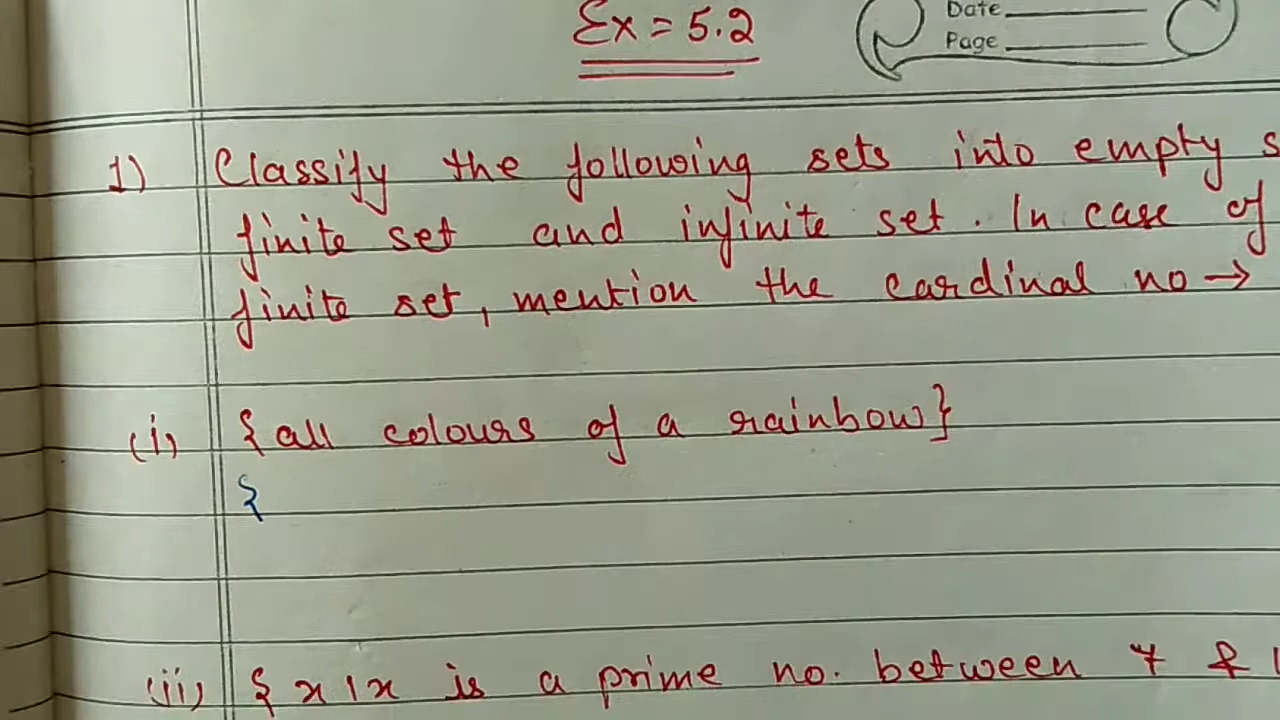 Ex = 5.2
Date
Page
1) Classify the following sets into empty
finite set and infinite set. In case of
finite set, mention the cardinal no →
(i) {all colours of a rainbow}
{
(ii) {x|x is a prime no. between 7 &